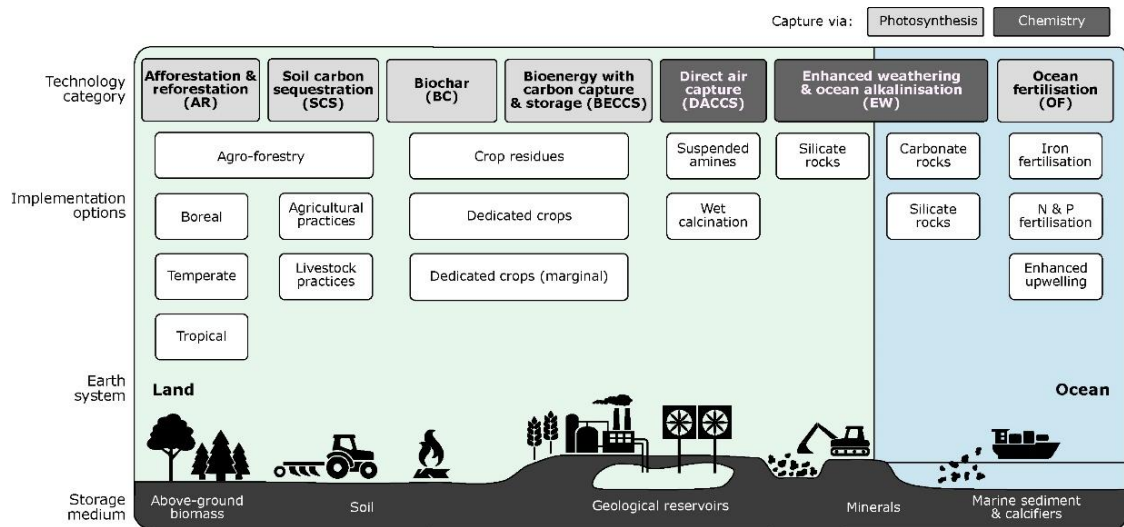 Capture via:
Photosynthesis
Chemistry
Technology
category
Afforestation &
reforestation
(AR)
Soil carbon
sequestration
(SCS)
Biochar
(BC)
Bioenergy with
carbon capture
& storage (BECCS)
Direct air
capture
(DACCS)
Enhanced weathering
& ocean alkalinisation
(EW)
Ocean
fertilisation
(OF)
Implementation
options
Agro-forestry
Crop residues
Suspended
amines
Silicate
rocks
Carbonate
rocks
Iron
fertilisation
Boreal
Agricultural
practices
Dedicated crops
Wet
calcination
Silicate
rocks
N & P
fertilisation
Temperate
Livestock
practices
Dedicated crops (marginal)
Enhanced
upwelling
Tropical
Earth
system
Land
Ocean
Storage
medium
Above-ground
biomass
Soil
Geological reservoirs
Minerals
Marine sediment
& calcifiers